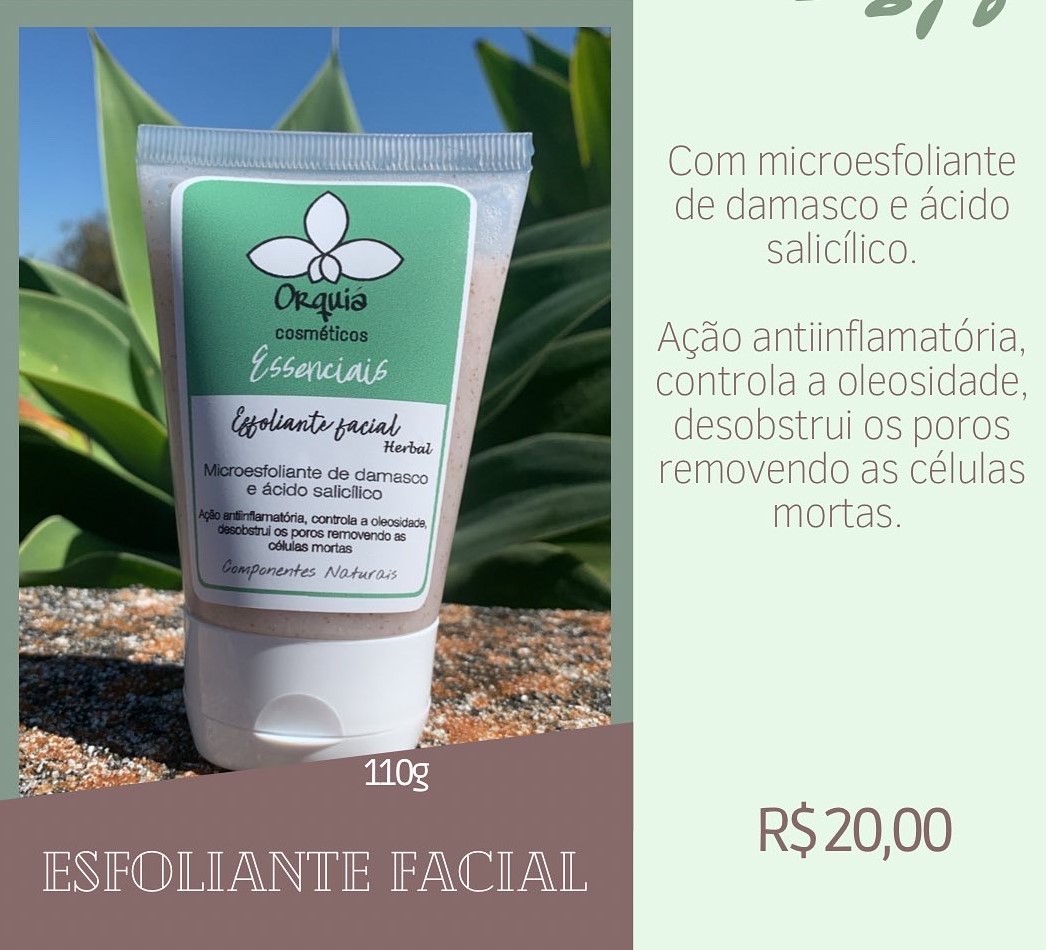 Orquiá
cosméticos
Essenciais
Esfoliante facial
Herbal
Microesfoliante de damasco
e ácido salicílico
Ação antiinflamatória, controla a oleosidade,
desobstrui os poros removendo as
células mortas
Componentes Naturais
110g
ESFOLIANTE FACIAL
Com microesfoliante
de damasco e ácido
salicílico.
Ação antiinflamatória,
controla a oleosidade,
desobstrui os poros
removendo as células
mortas.
R$ 20,00